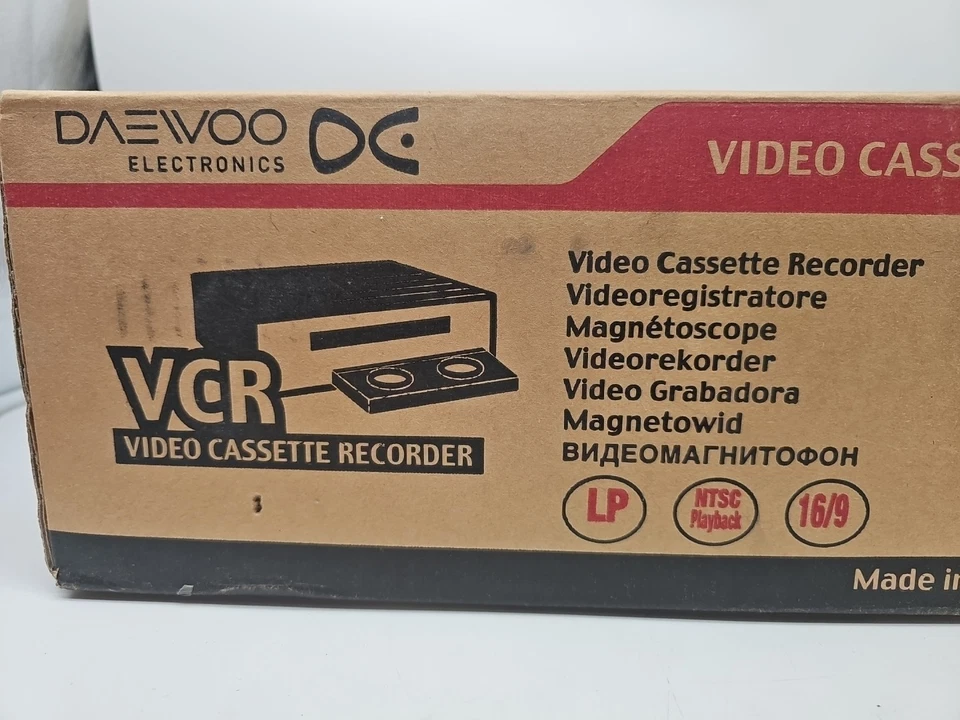 DAEWOO
ELECTRONICS
VIDEO CASS
Video Cassette Recorder
Videoregistratore
Magnétoscope
Videorekorder
Video Grabadora
Magnetowid
ВИДЕОМАГНИТОФОН
VCR
VIDEO CASSETTE RECORDER
LP
NTSC
Playback
16/9
Made in